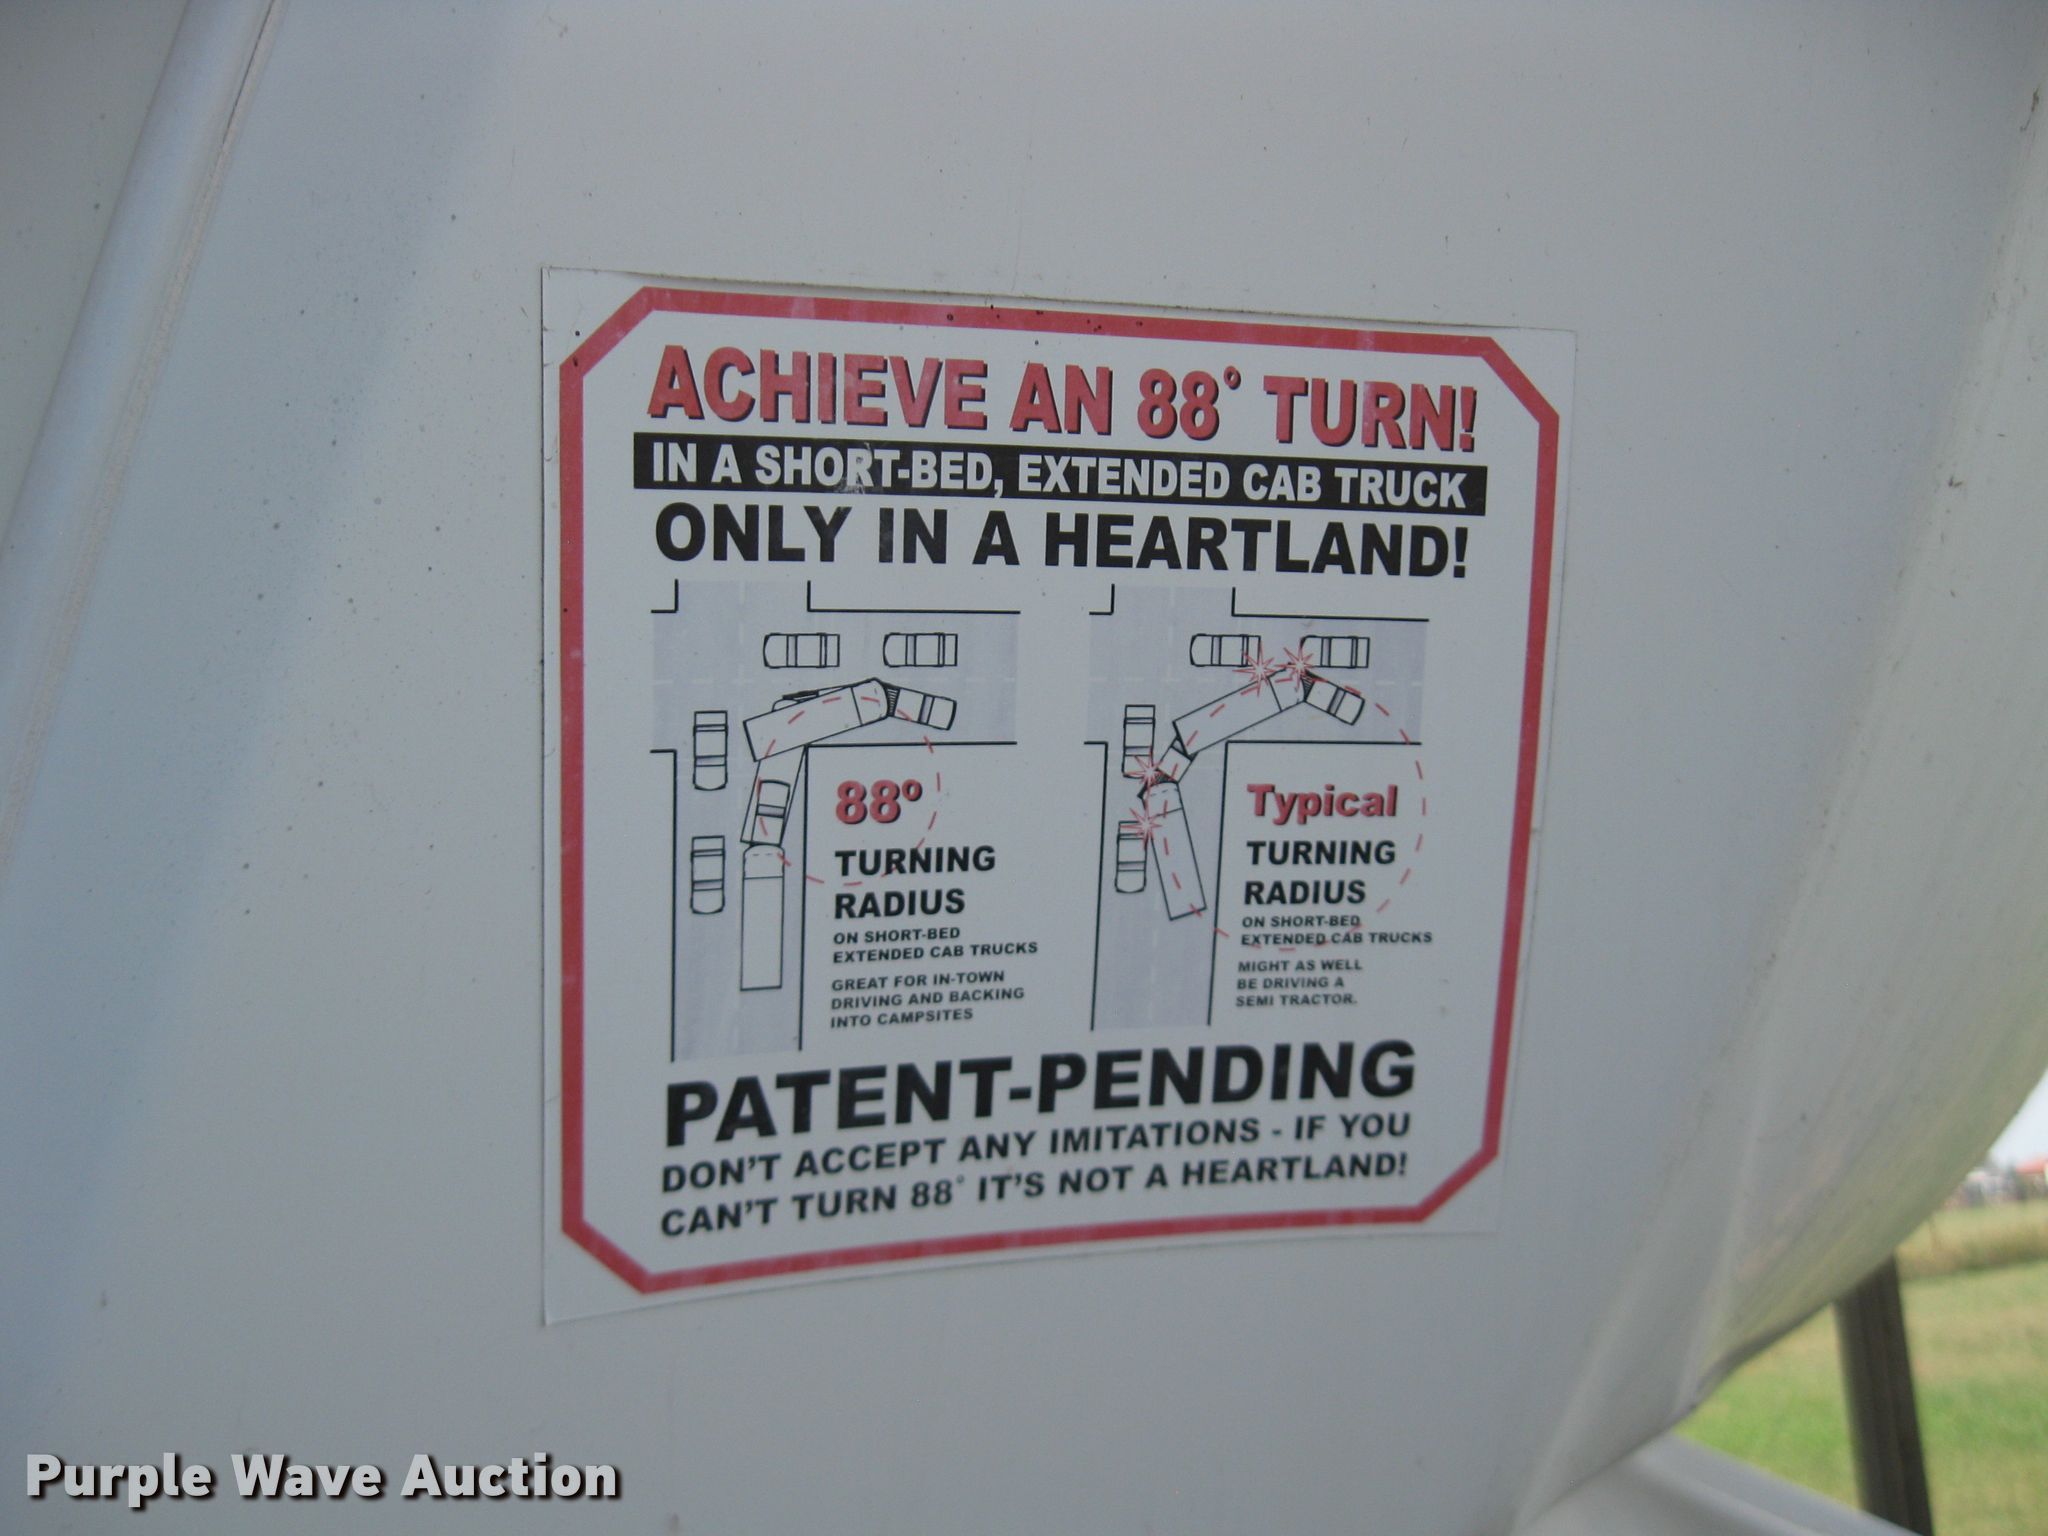 ACHIEVE AN 88° TURN!
IN A SHORT-BED, EXTENDED CAB TRUCK
ONLY IN A HEARTLAND!
88º
TURNING
RADIUS
ON SHORT-BED
EXTENDED CAB TRUCKS
GREAT FOR IN-TOWN
DRIVING AND BACKING
INTO CAMPSITES
Typical
TURNING
RADIUS
ON SHORT-BED
EXTENDED CAB TRUCKS
MIGHT AS WELL
BE DRIVING A
SEMI TRACTOR.
PATENT-PENDING
DON'T ACCEPT ANY IMITATIONS - IF YOU
CAN'T TURN 88° IT'S NOT A HEARTLAND!
Purple Wave Auction